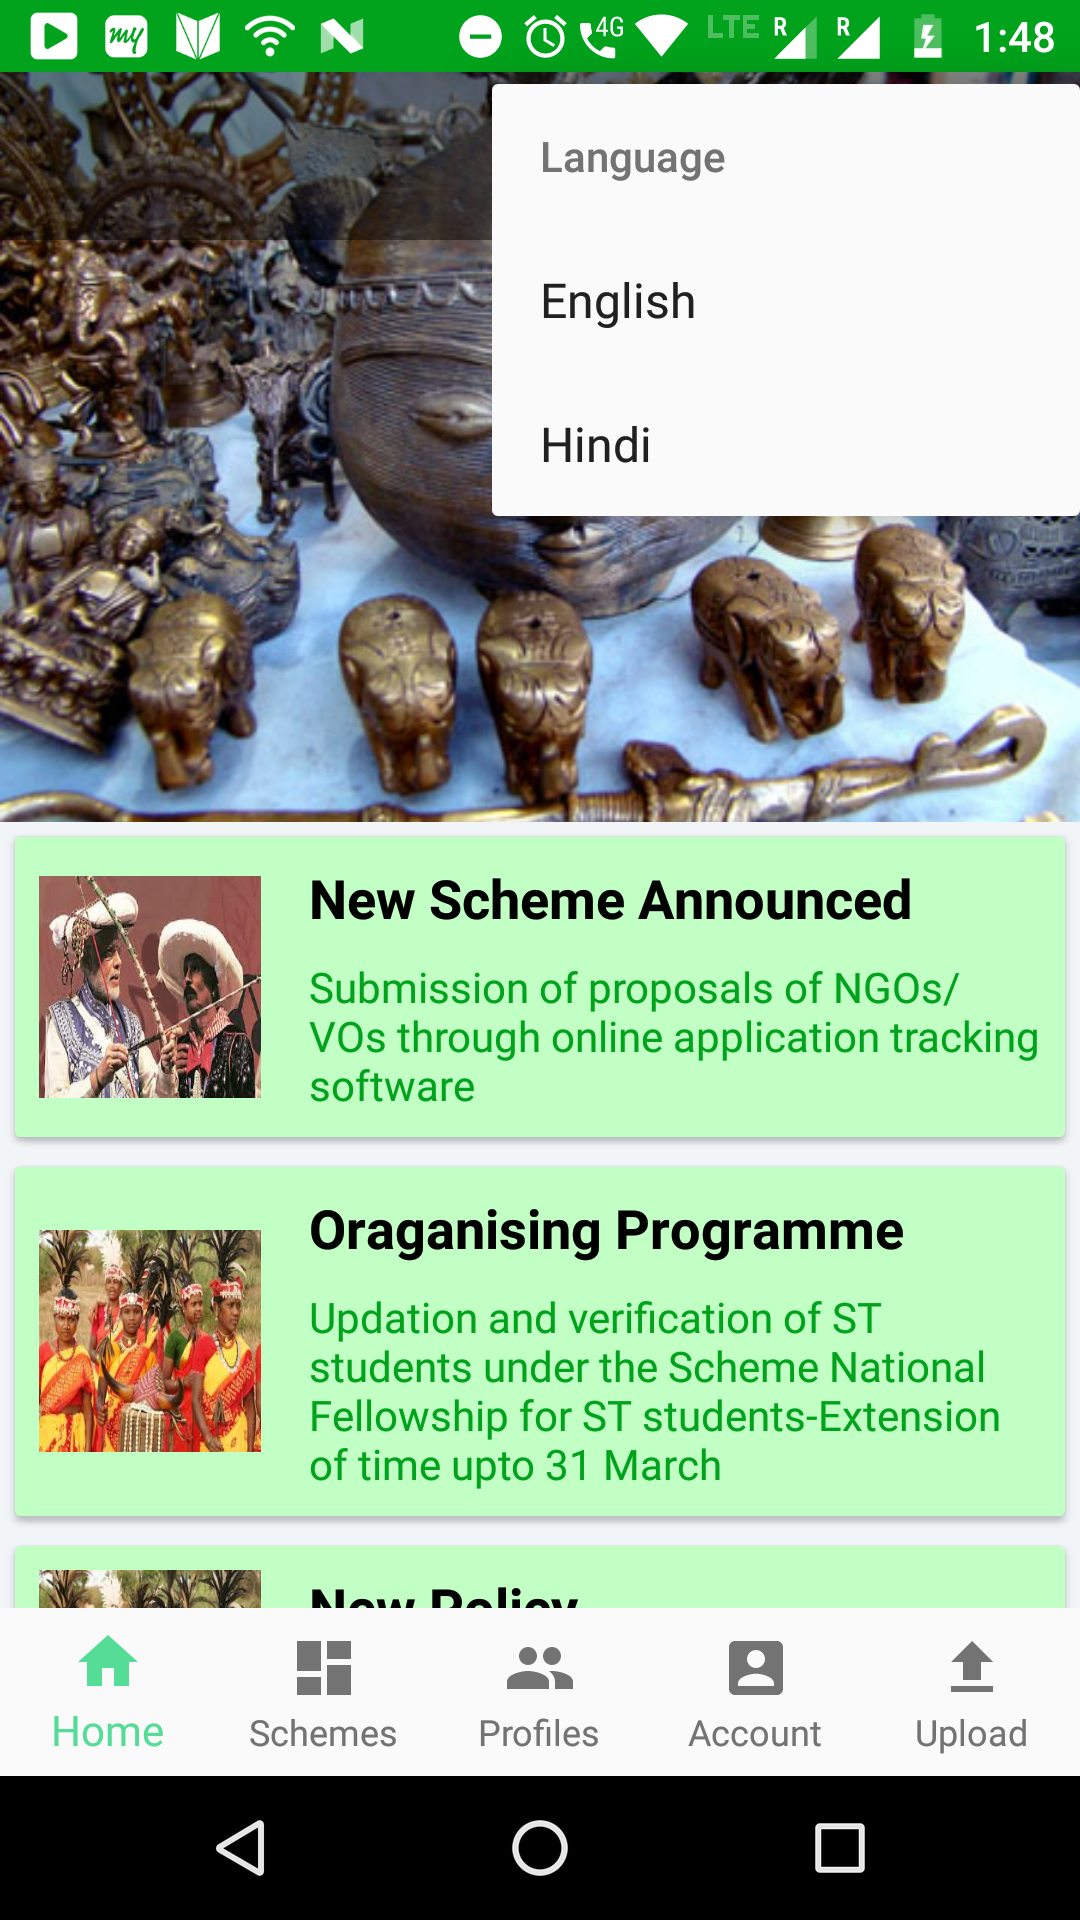 my
4G
LTE
R
R
1:48
Language
English
Hindi
New Scheme Announced
Submission of proposals of NGOs/
VOs through online application tracking
software
Oraganising Programme
Updation and verification of ST
students under the Scheme National
Fellowship for ST students-Extension
of time upto 31 March
New Policy
Home
Schemes
Profiles
Account
Upload